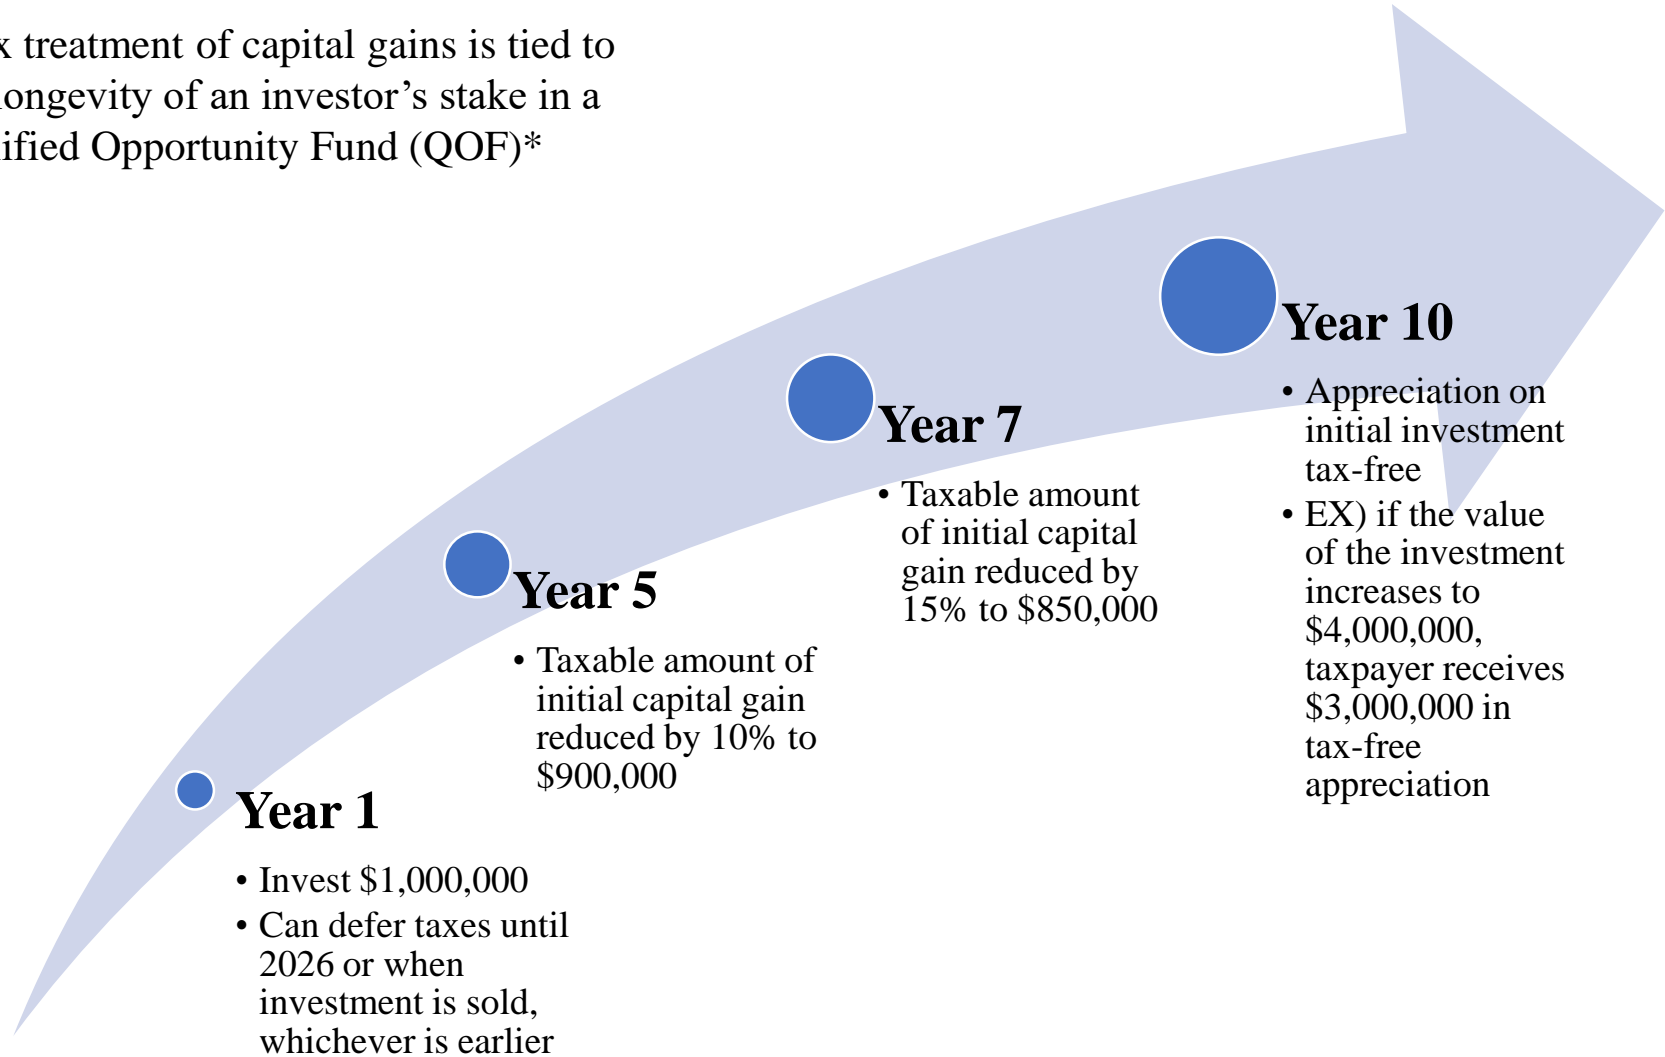 x treatment of capital gains is tied to
longevity of an investor’s stake in a
ified Opportunity Fund (QOF)*
Year 10
• Appreciation on
initial investment
tax-free
• EX) if the value
of the investment
increases to
$4,000,000,
taxpayer receives
$3,000,000 in
tax-free
appreciation
Year 7
• Taxable amount
of initial capital
gain reduced by
15% to $850,000
Year 5
• Taxable amount of
initial capital gain
reduced by 10% to
$900,000
Year 1
• Invest $1,000,000
• Can defer taxes until
2026 or when
investment is sold,
whichever is earlier